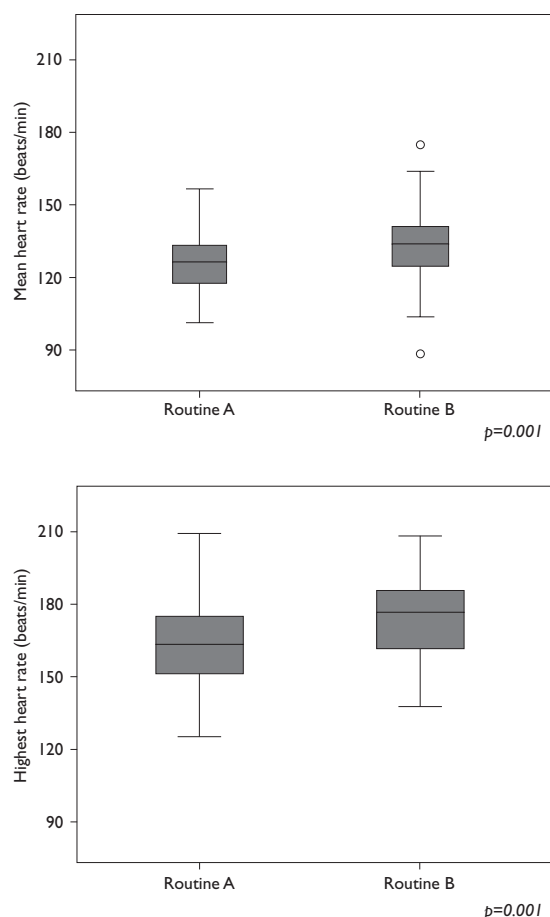 Mean heart rate (beats/min)
210
180
150
120
90
Routine A
Routine B
p=0.001
Highest heart rate (beats/min)
210
180
150
120
90
Routine A
Routine B
p=0.001